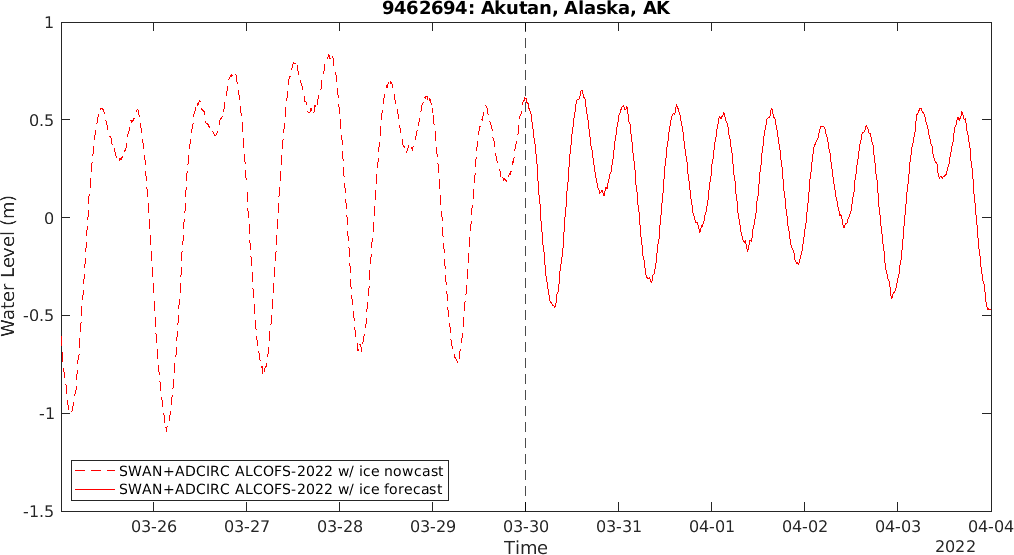 9462694: Akutan, Alaska, AK
Water Level (m)
1
0.5
0
-0.5
-1
-1.5
SWAN+ADCIRC ALCOFS-2022 w/ ice nowcast
SWAN+ADCIRC ALCOFS-2022 w/ ice forecast
03-26 03-27 03-28 03-29 03-30 03-31 04-01 04-02 04-03 04-04
Time
2022